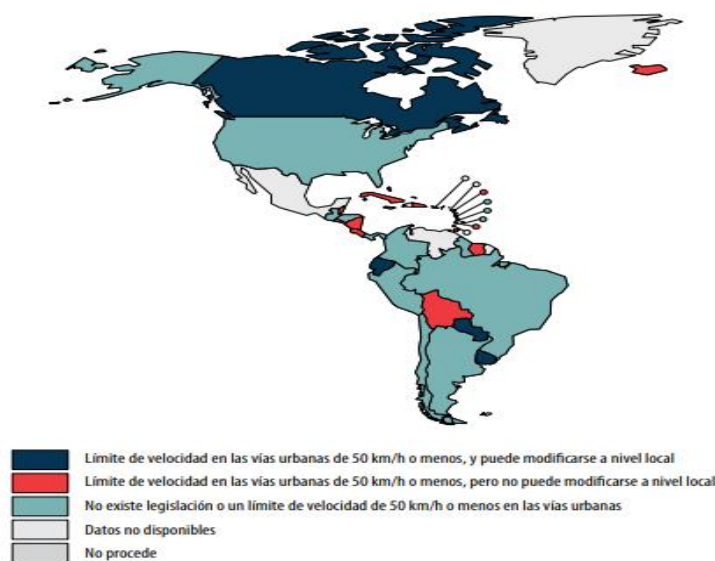 Límite de velocidad en las vías urbanas de 50 km/h o menos, y puede modificarse a nivel local
Límite de velocidad en las vías urbanas de 50 km/h o menos, pero no puede modificarse a nivel local
No existe legislación o un límite de velocidad de 50 km/h o menos en las vías urbanas
Datos no disponibles
No procede